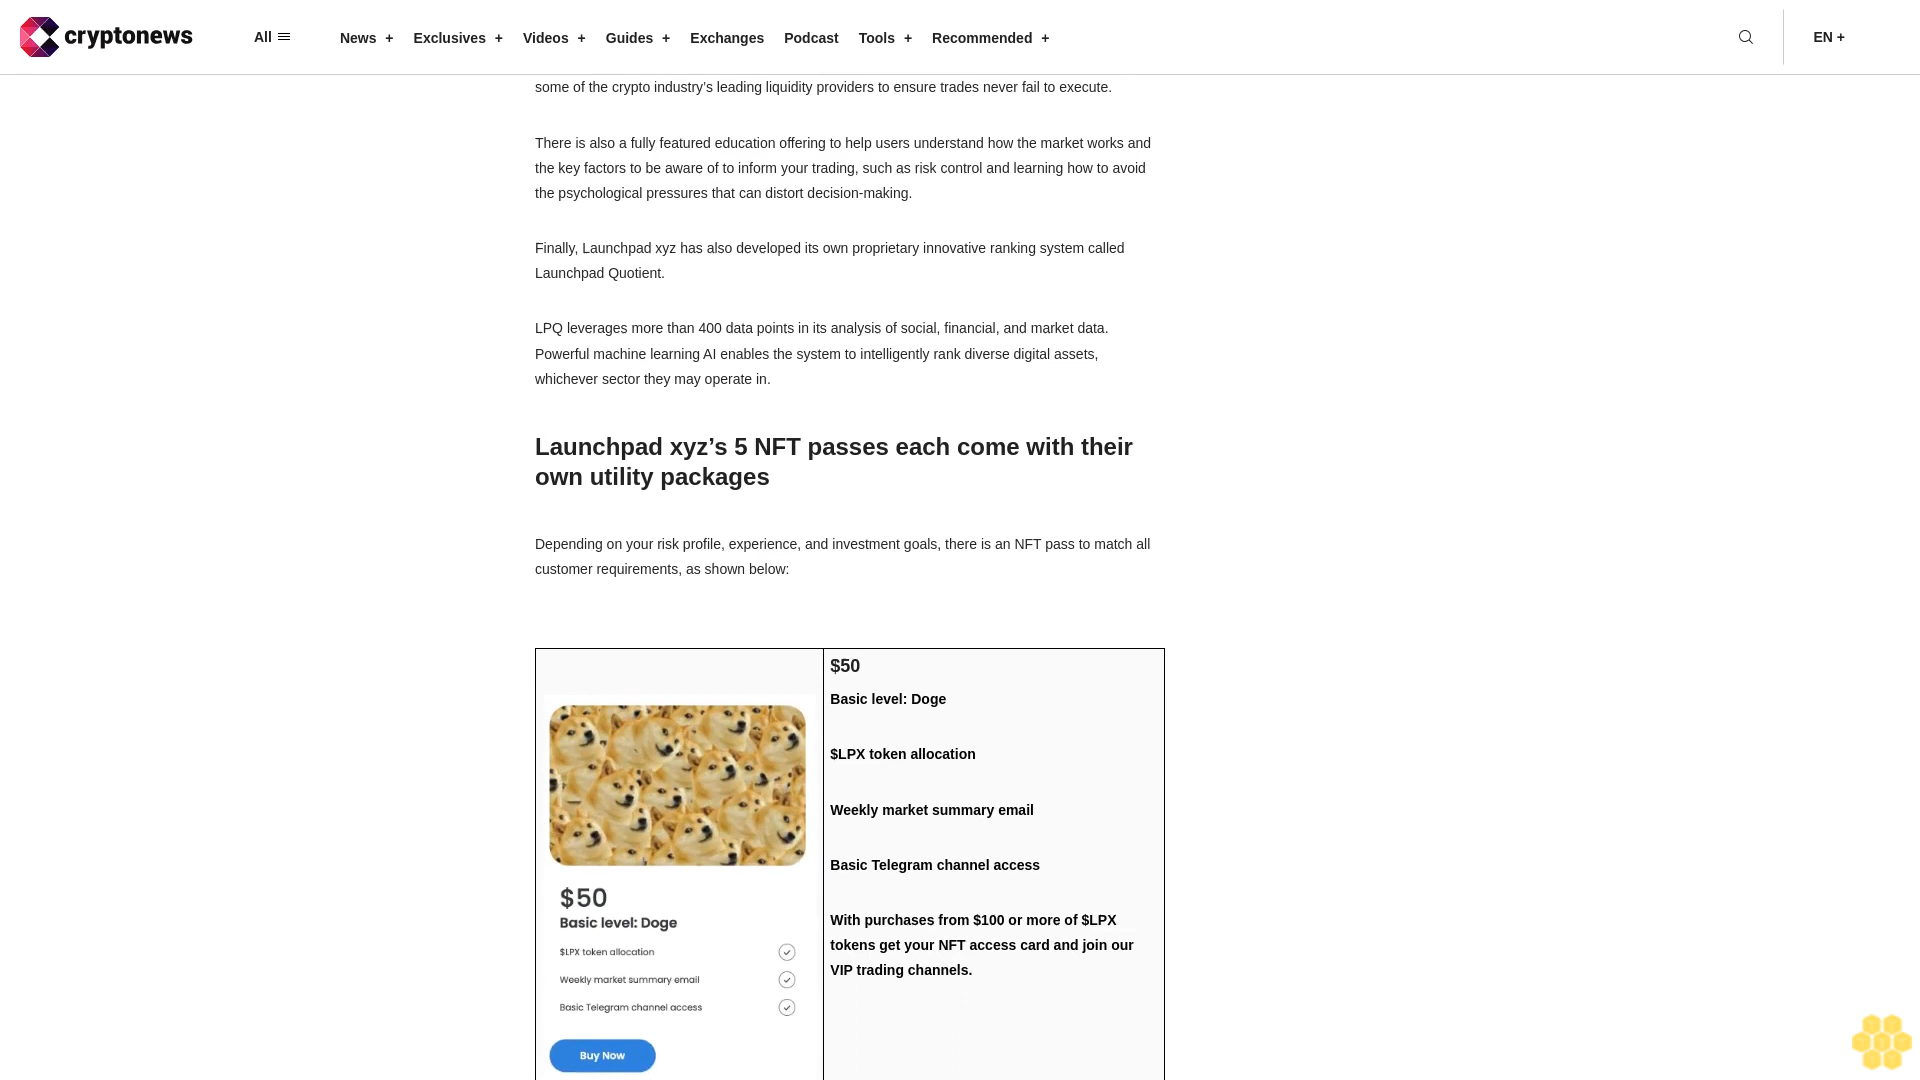 cryptonews
All
News +
Exclusives +
Videos +
Guides +
Exchanges
Podcast
Tools +
Recommended +
EN +
some of the crypto industry’s leading liquidity providers to ensure trades never fail to execute.
There is also a fully featured education offering to help users understand how the market works and
the key factors to be aware of to inform your trading, such as risk control and learning how to avoid
the psychological pressures that can distort decision-making.
Finally, Launchpad xyz has also developed its own proprietary innovative ranking system called
Launchpad Quotient.
LPQ leverages more than 400 data points in its analysis of social, financial, and market data.
Powerful machine learning AI enables the system to intelligently rank diverse digital assets,
whichever sector they may operate in.
Launchpad xyz’s 5 NFT passes each come with their
own utility packages
Depending on your risk profile, experience, and investment goals, there is an NFT pass to match all
customer requirements, as shown below:
$50
Basic level: Doge
$LPX token allocation
Weekly market summary email
Basic Telegram channel access
Buy Now
$50
Basic level: Doge
$LPX token allocation
Weekly market summary email
Basic Telegram channel access
With purchases from $100 or more of $LPX
tokens get your NFT access card and join our
VIP trading channels.